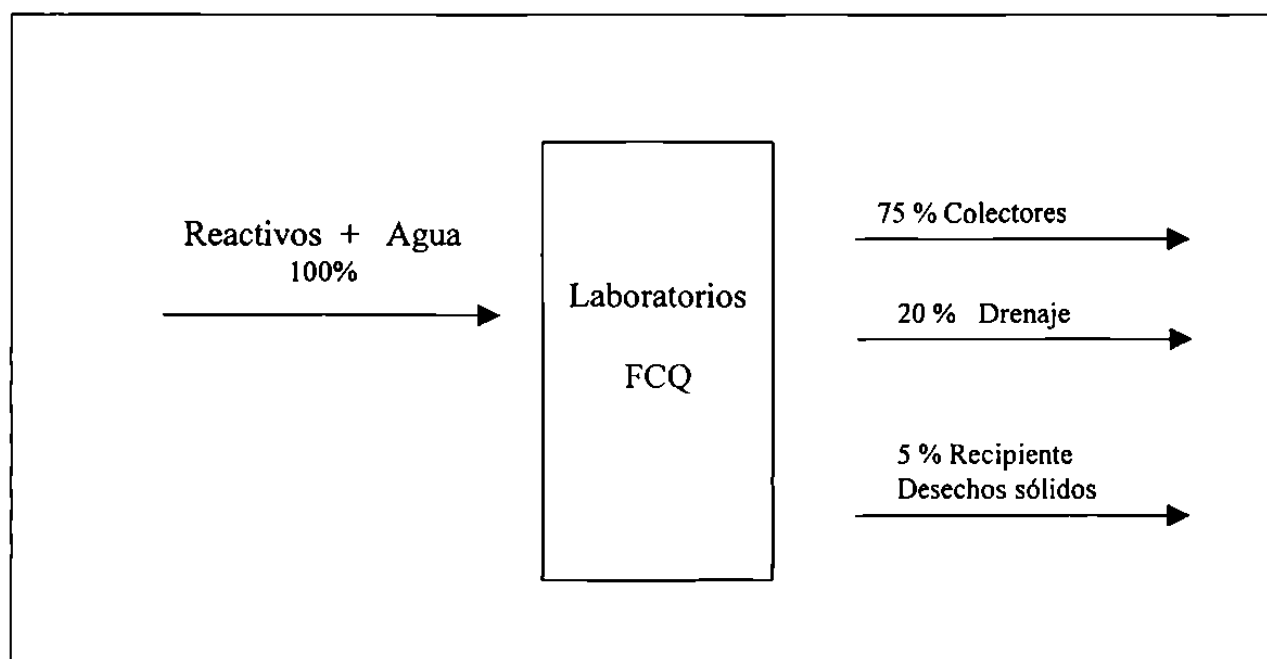 Reactivos + Agua
100%
Laboratorios
FCQ
75 % Colectores
20 % Drenaje
5 % Recipiente
Desechos sólidos